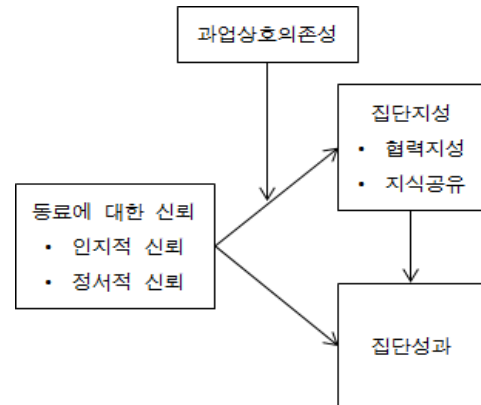 과업상호의존성
집단지성
• 협력지성
• 지식공유
동료에 대한 신뢰
• 인지적 신뢰
• 정서적 신뢰
집단성과